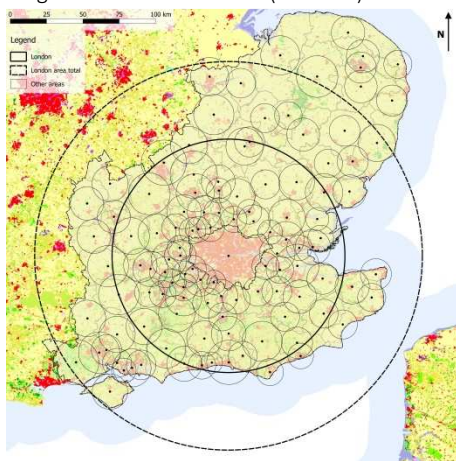 0 25 50 75 100 km
Legend
London
London area total
Other areas
N